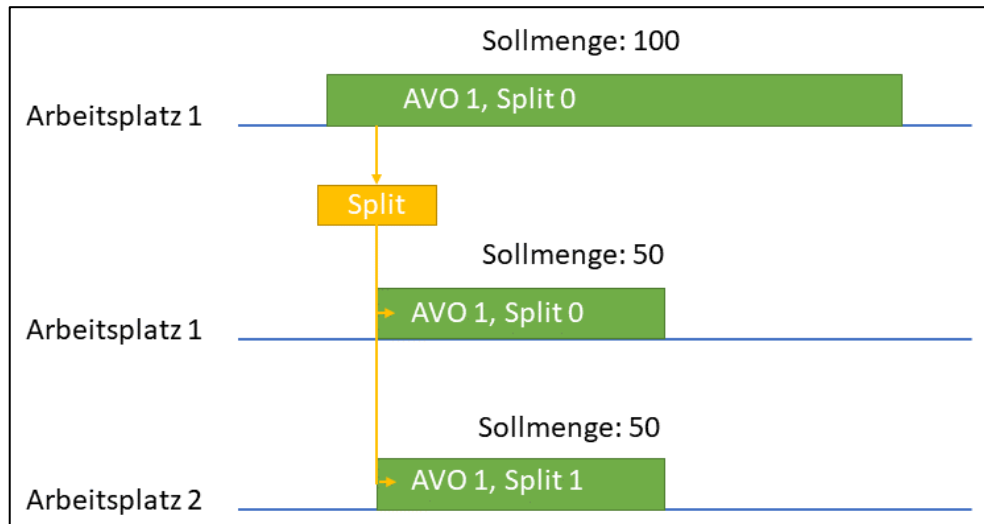 Sollmenge: 100
AVO 1, Split 0
Arbeitsplatz 1
Split
Sollmenge: 50
AVO 1, Split 0
Arbeitsplatz 1
Sollmenge: 50
AVO 1, Split 1
Arbeitsplatz 2